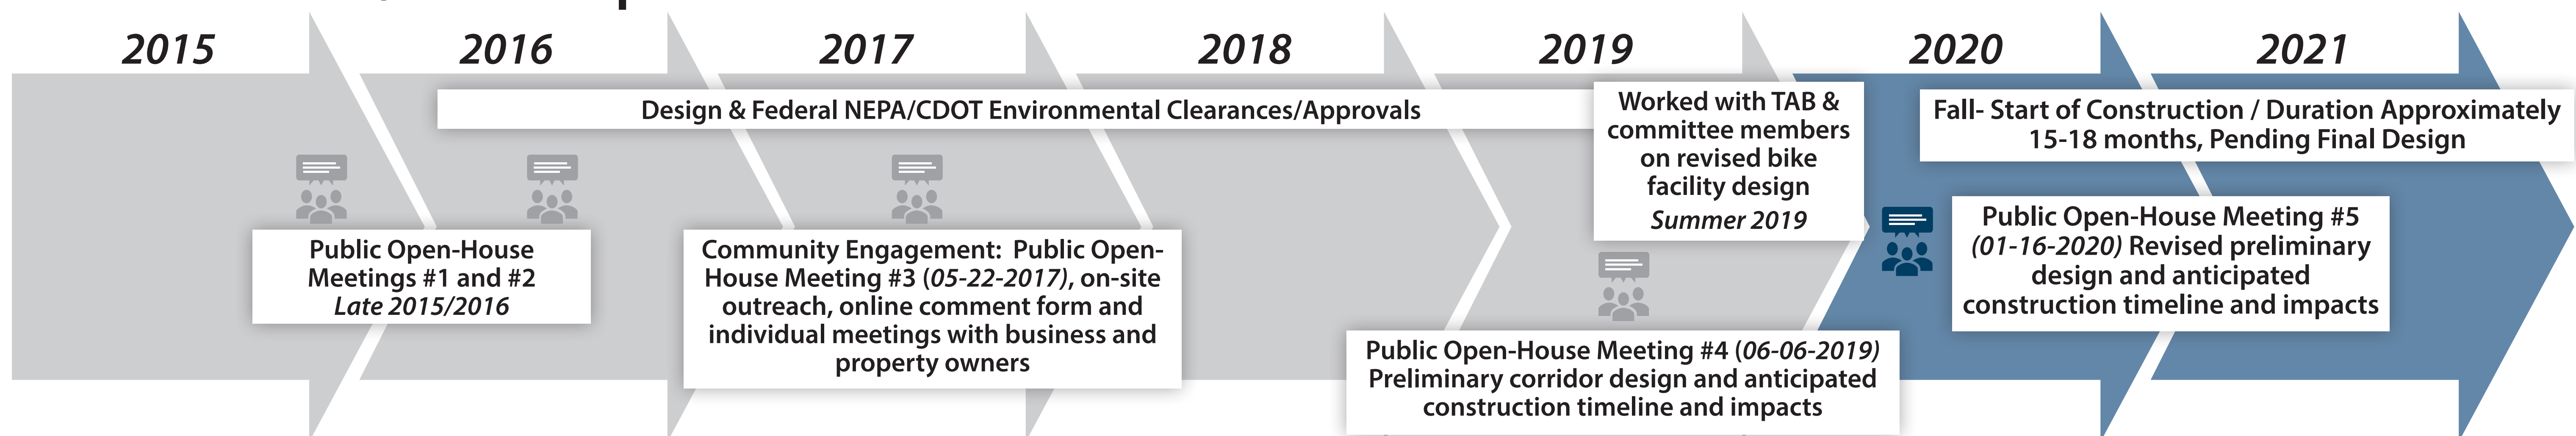 2015
2016
2017
2018
2019
2020
2021
Design & Federal NEPA/CDOT Environmental Clearances/Approvals
Worked with TAB &
committee members
on revised bike
facility design
Summer 2019
Fall- Start of Construction / Duration Approximately
15-18 months, Pending Final Design
Public Open-House
Meetings #1 and #2
Late 2015/2016
Community Engagement: Public Open-
House Meeting #3 (05-22-2017), on-site
outreach, online comment form and
individual meetings with business and
property owners
Public Open-House Meeting #4 (06-06-2019)
Preliminary corridor design and anticipated
construction timeline and impacts
Public Open-House Meeting #5
(01-16-2020) Revised preliminary
design and anticipated
construction timeline and impacts